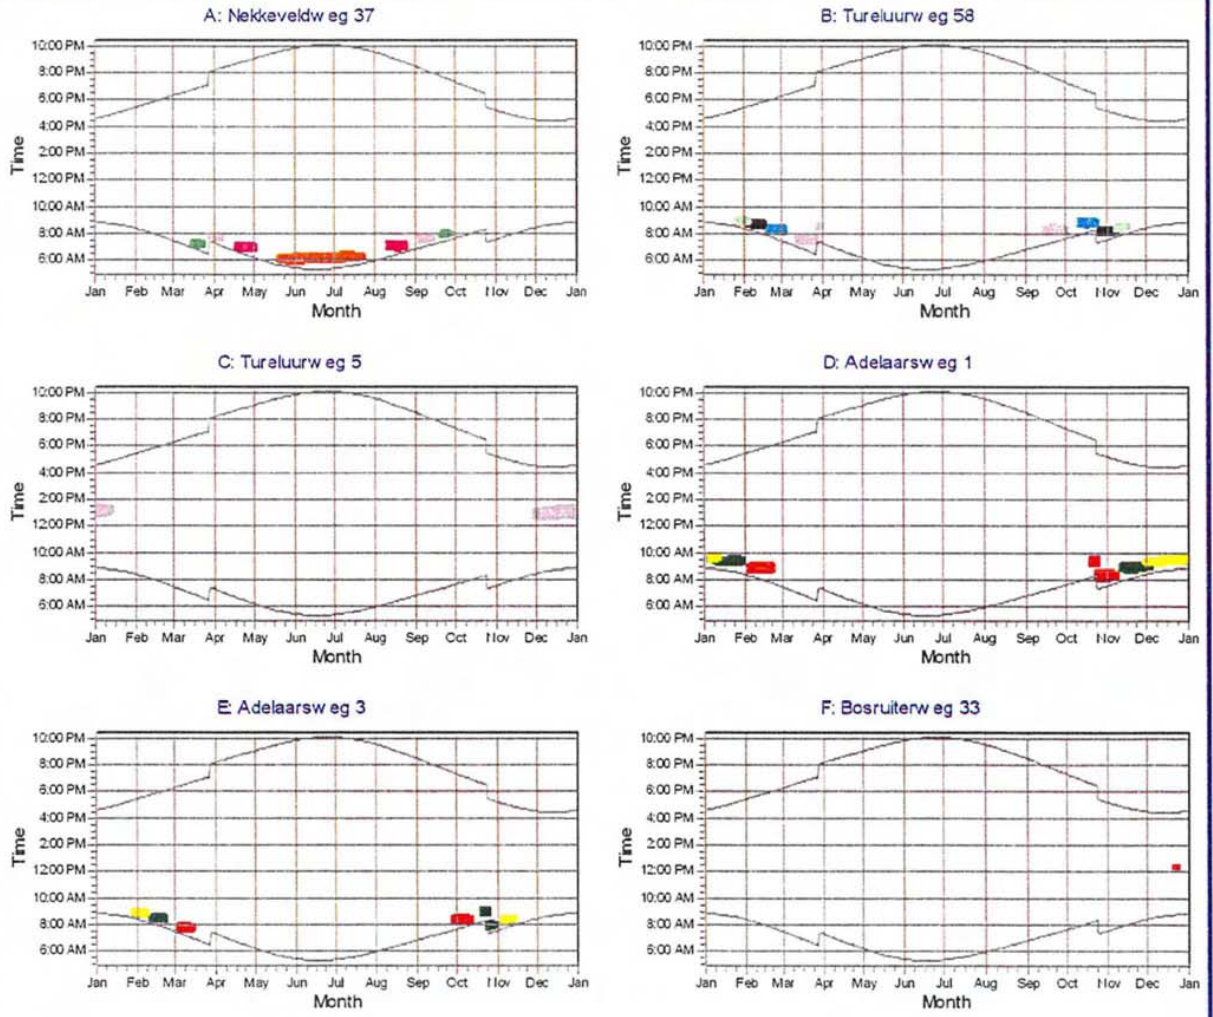 A: Nekkeveldweg 37
10:00 PM
8:00 PM
6:00 PM
4:00 PM
2:00 PM
12:00 PM
10:00 AM
8:00 AM
6:00 AM
Time
Jan Feb Mar Apr May Jun Jul Aug Sep Oct Nov Dec Jan
Month
B: Tureluurweg 58
10:00 PM
8:00 PM
6:00 PM
4:00 PM
2:00 PM
12:00 PM
10:00 AM
8:00 AM
6:00 AM
Time
Jan Feb Mar Apr May Jun Jul Aug Sep Oct Nov Dec Jan
Month
C: Tureluurweg 5
10:00 PM
8:00 PM
6:00 PM
4:00 PM
2:00 PM
12:00 PM
10:00 AM
8:00 AM
6:00 AM
Time
Jan Feb Mar Apr May Jun Jul Aug Sep Oct Nov Dec Jan
Month
D: Adelaarsweg 1
10:00 PM
8:00 PM
6:00 PM
4:00 PM
2:00 PM
12:00 PM
10:00 AM
8:00 AM
6:00 AM
Time
Jan Feb Mar Apr May Jun Jul Aug Sep Oct Nov Dec Jan
Month
E: Adelaarsweg 3
10:00 PM
8:00 PM
6:00 PM
4:00 PM
2:00 PM
12:00 PM
10:00 AM
8:00 AM
6:00 AM
Time
Jan Feb Mar Apr May Jun Jul Aug Sep Oct Nov Dec Jan
Month
F: Bosruiterweg 33
10:00 PM
8:00 PM
6:00 PM
4:00 PM
2:00 PM
12:00 PM
10:00 AM
8:00 AM
6:00 AM
Time
Jan Feb Mar Apr May Jun Jul Aug Sep Oct Nov Dec Jan
Month